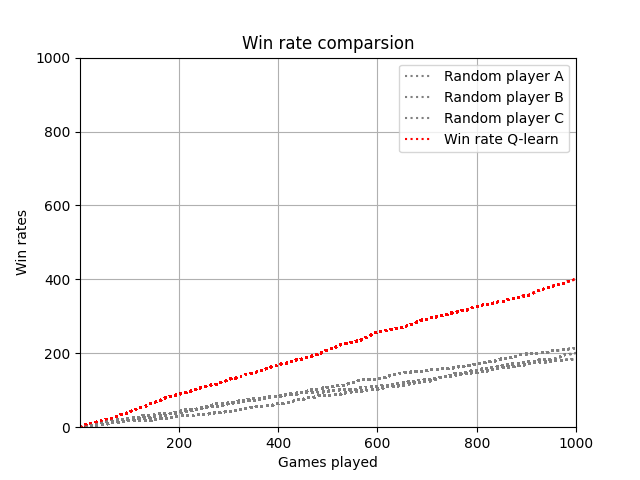 Win rate comparsion
1000
800
600
400
200
0
Win rates
200
400
600
800
1000
Games played
Random player A
Random player B
Random player C
Win rate Q-learn